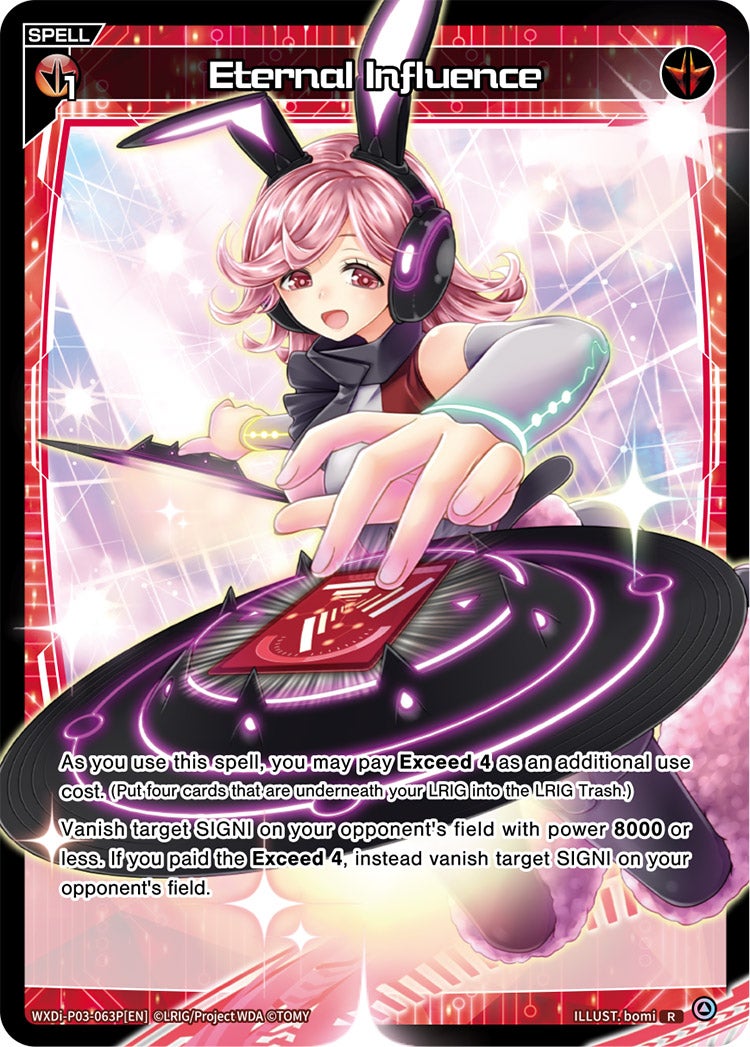 SPELL
1
Eternal Influence
As you use this spell, you may pay Exceed 4 as an additional use
cost. (Put four cards that are underneath your LRIG into the LRIG Trash.)
Vanish target SIGNI on your opponent's field with power 8000 or
less. If you paid the Exceed 4, instead vanish target SIGNI on your
opponent's field.
WXDi-P03-063P[EN] ©LRIG/Project WDA ©TOMY
ILLUST. bomi R